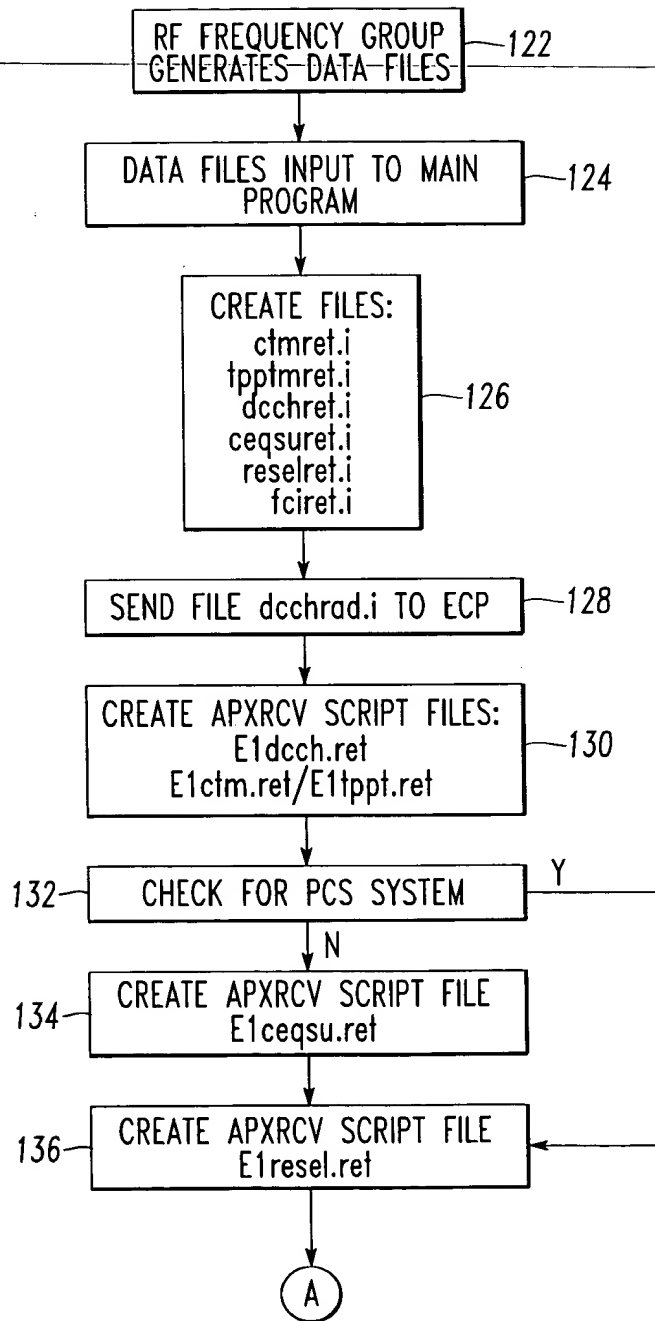 RF FREQUENCY GROUP
GENERATES DATA FILES
122
DATA FILES INPUT TO MAIN
PROGRAM
124
CREATE FILES:
ctmret.i
tpptmret.i
dcchret.i
ceqsuret.i
reselret.i
fciret.i
126
SEND FILE dcchrad.i TO ECP
128
CREATE APXRCV SCRIPT FILES:
E1dcch.ret
E1ctm.ret/E1tppt.ret
130
132
CHECK FOR PCS SYSTEM
Y
N
134
CREATE APXRCV SCRIPT FILE
E1ceqsu.ret
136
CREATE APXRCV SCRIPT FILE
E1resel.ret
A